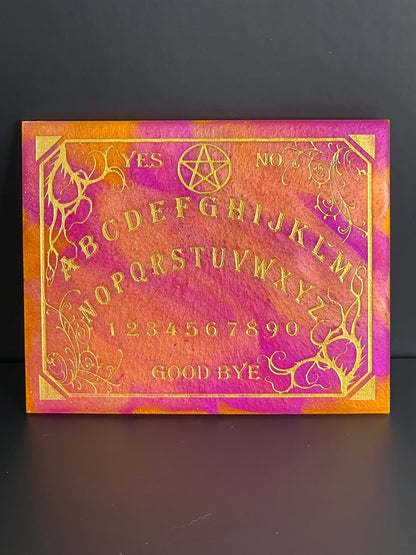 YES NO
ABCDEFGHIJKLM
NOPQRSTUVWXYZ
1234567890
GOOD BYE